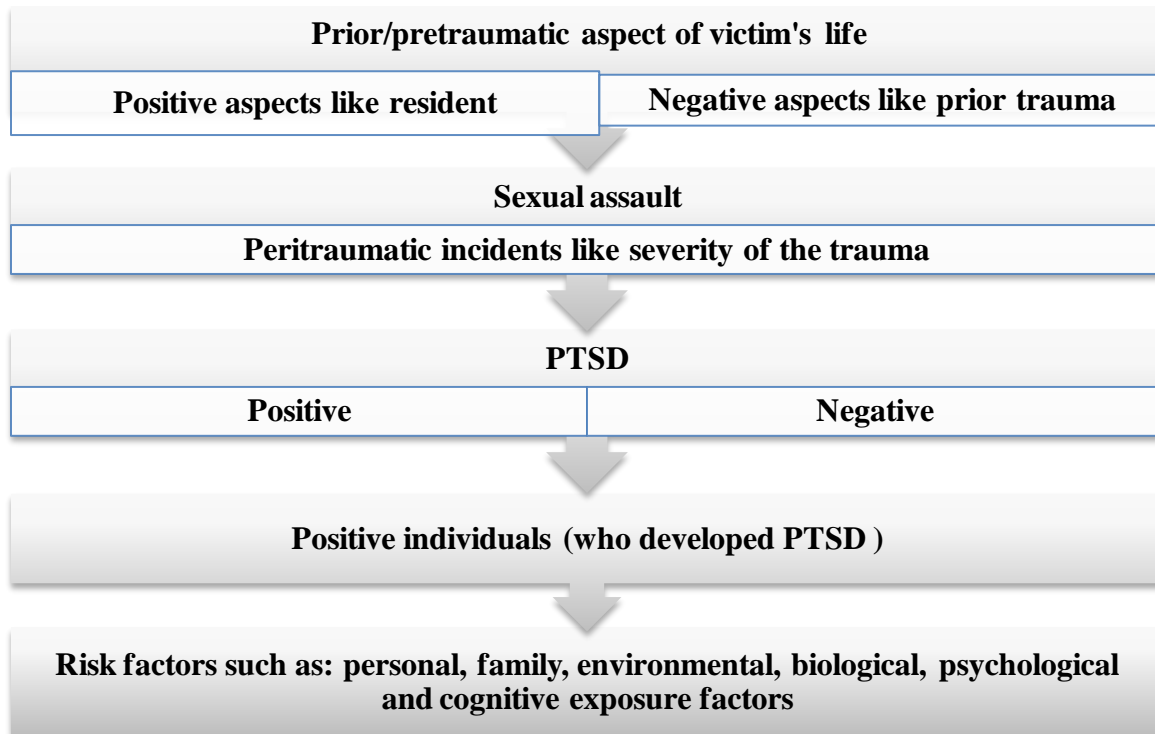 Prior/pretraumatic aspect of victim's life
Positive aspects like resident
Negative aspects like prior trauma
Sexual assault
Peritraumatic incidents like severity of the trauma
PTSD
Positive
Negative
Positive individuals (who developed PTSD )
Risk factors such as: personal, family, environmental, biological, psychological
and cognitive exposure factors